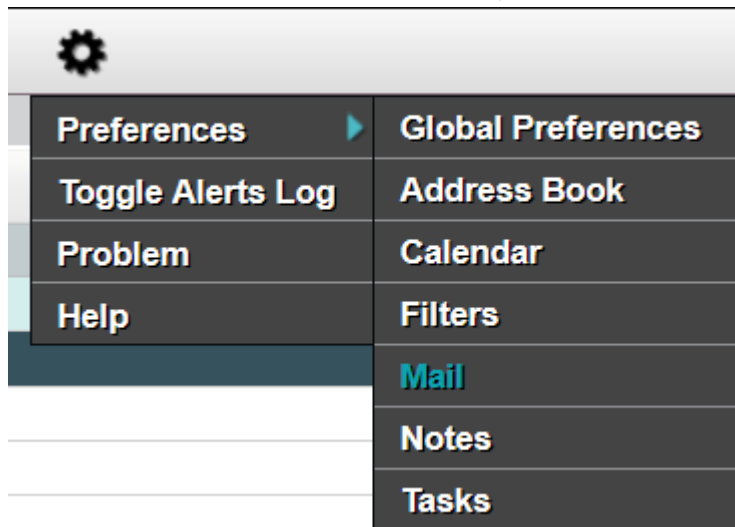 Preferences
Toggle Alerts Log
Problem
Help
Global Preferences
Address Book
Calendar
Filters
Mail
Notes
Tasks